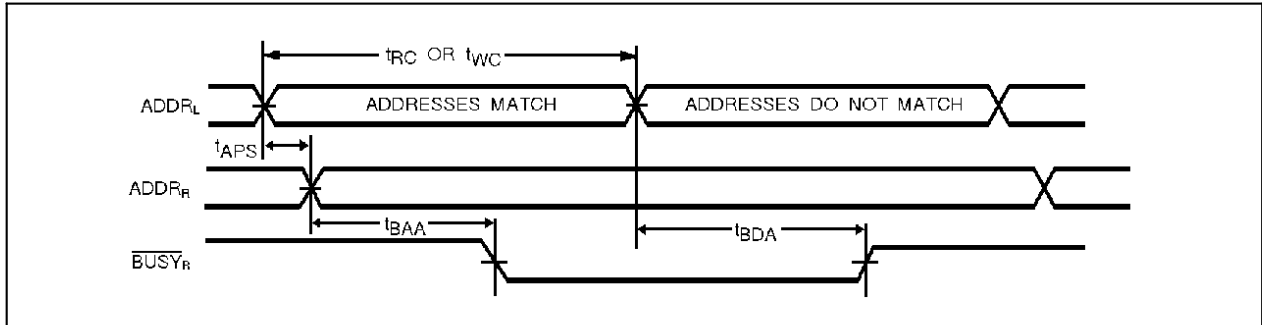 tRC OR tWC
ADDRL ADDRESSES MATCH ADDRESSES DO NOT MATCH
tAPS
ADDRR
tBAA tBDA
BUSYR